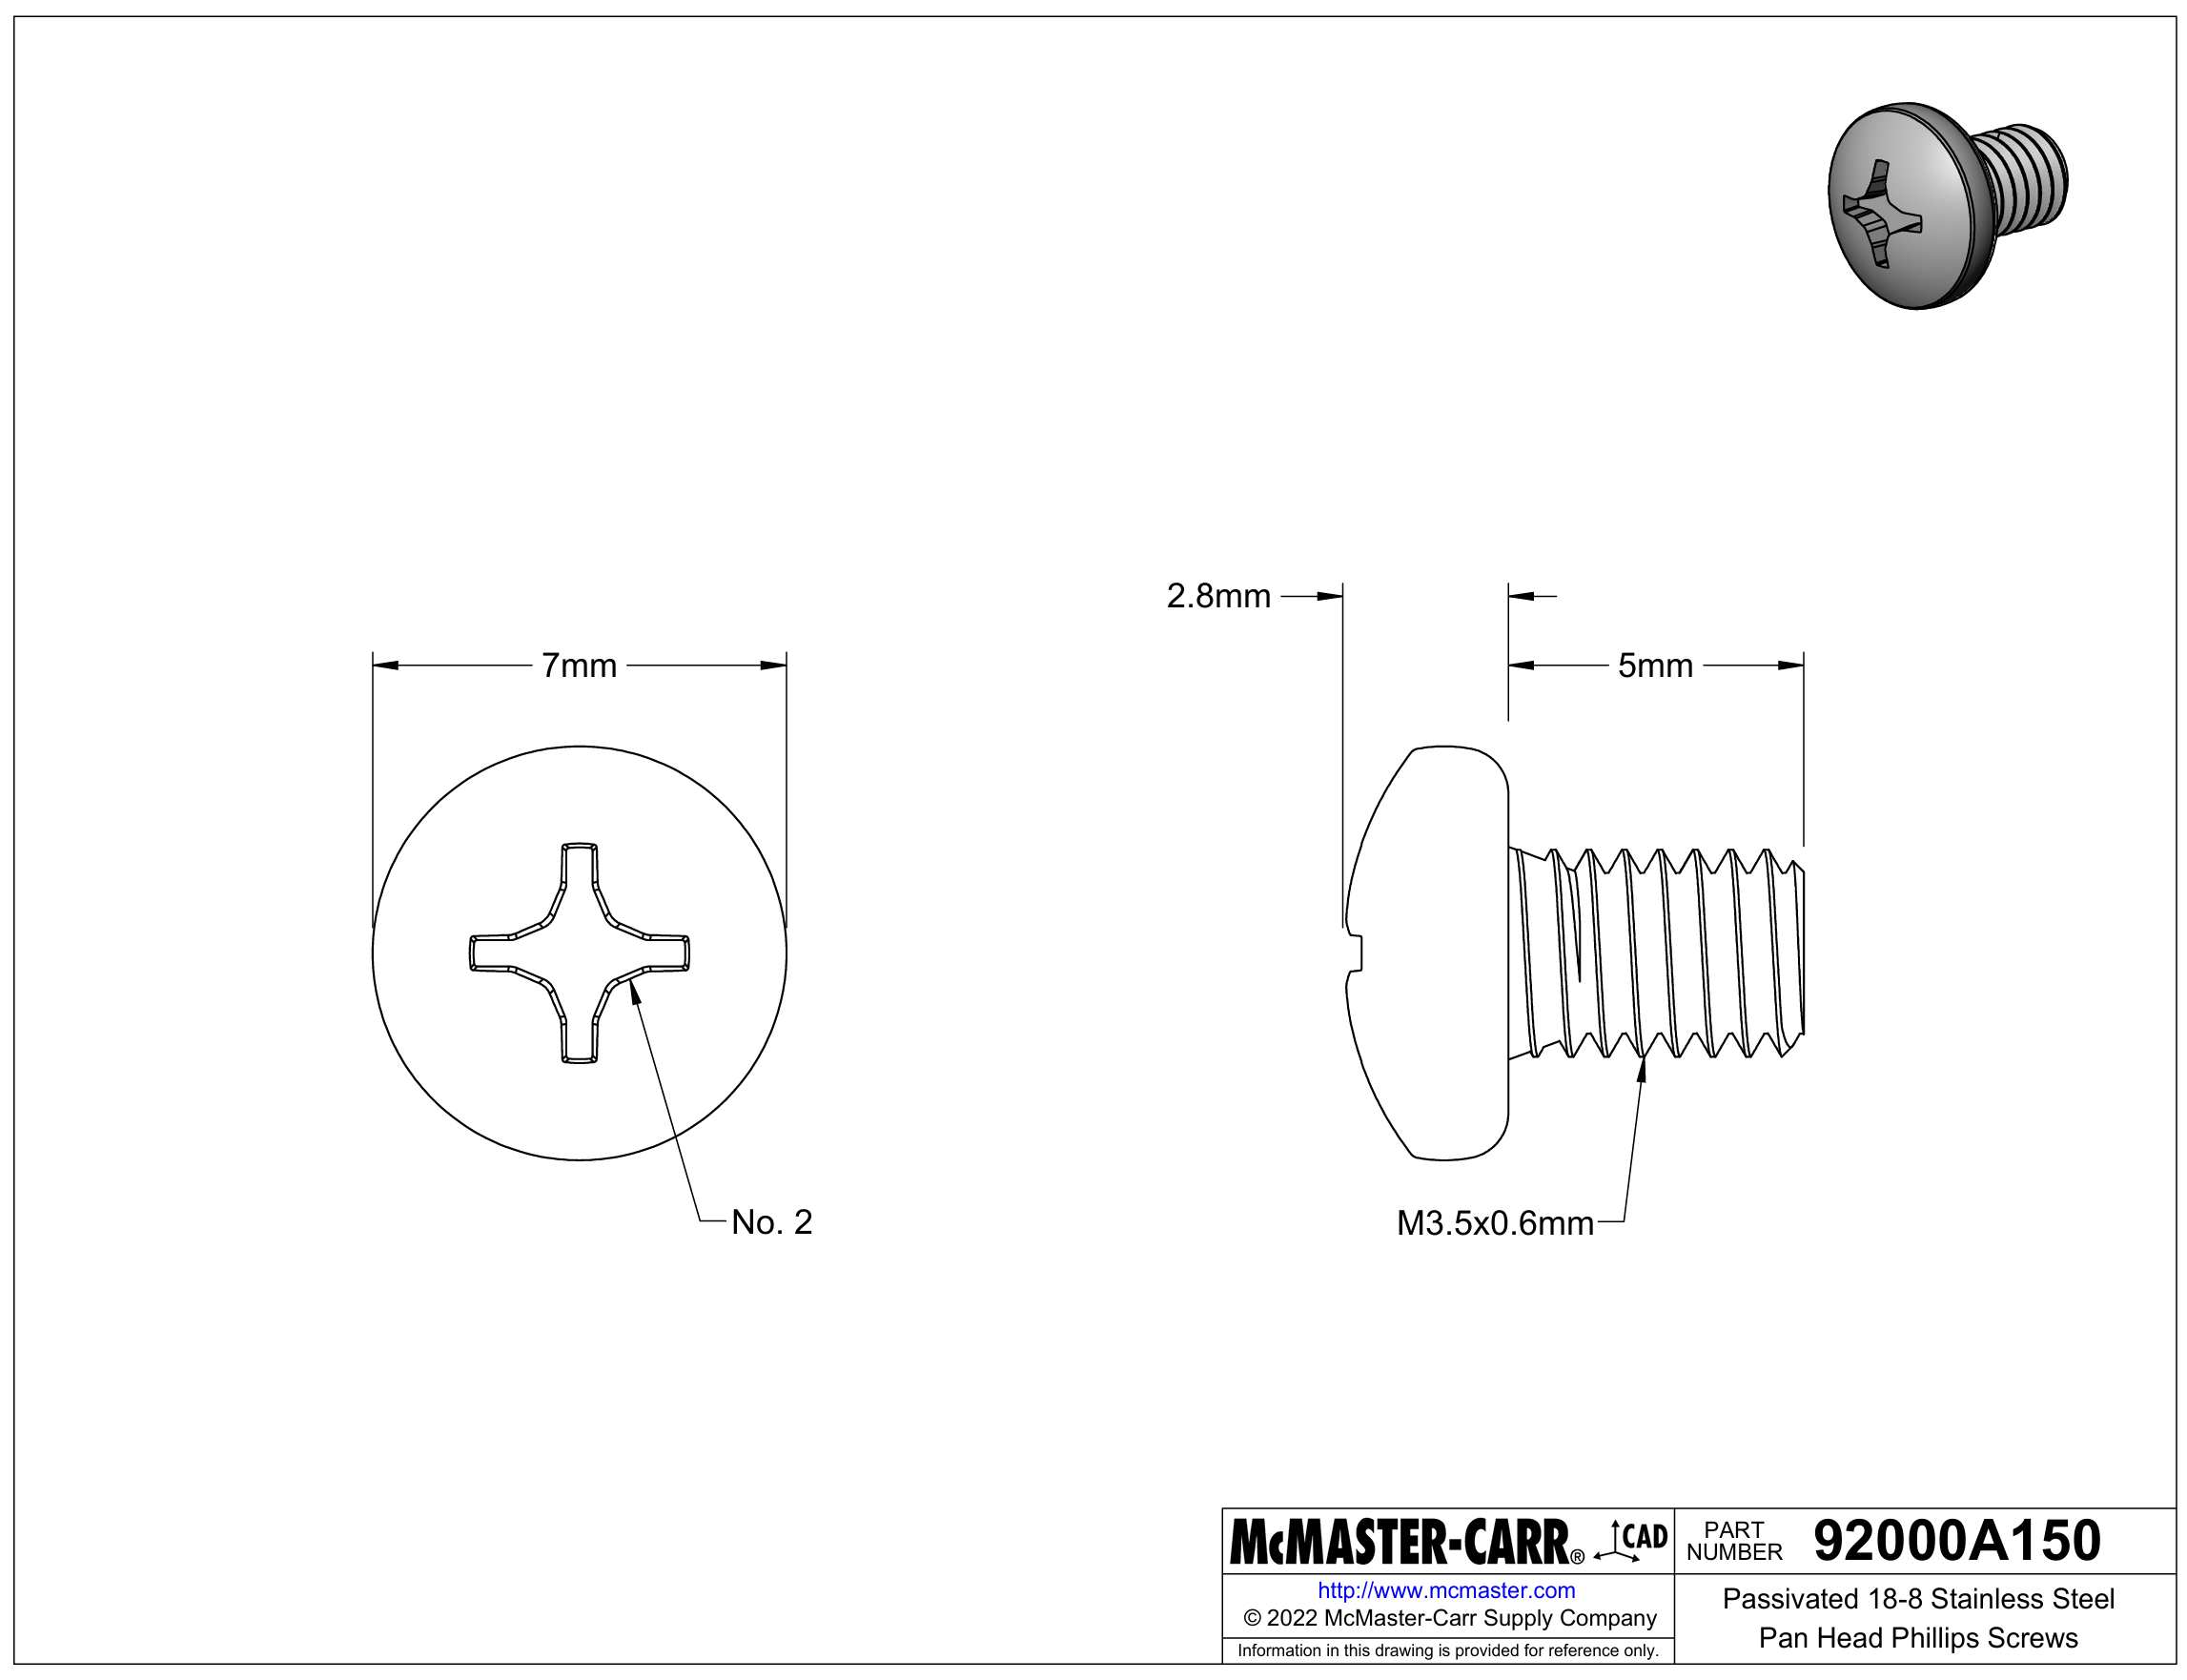 2.8mm
7mm
5mm
No. 2
M3.5x0.6mm
McMASTER-CARR® CAD
http://www.mcmaster.com
© 2022 McMaster-Carr Supply Company
Information in this drawing is provided for reference only.
PART
NUMBER
92000A150
Passivated 18-8 Stainless Steel
Pan Head Phillips Screws